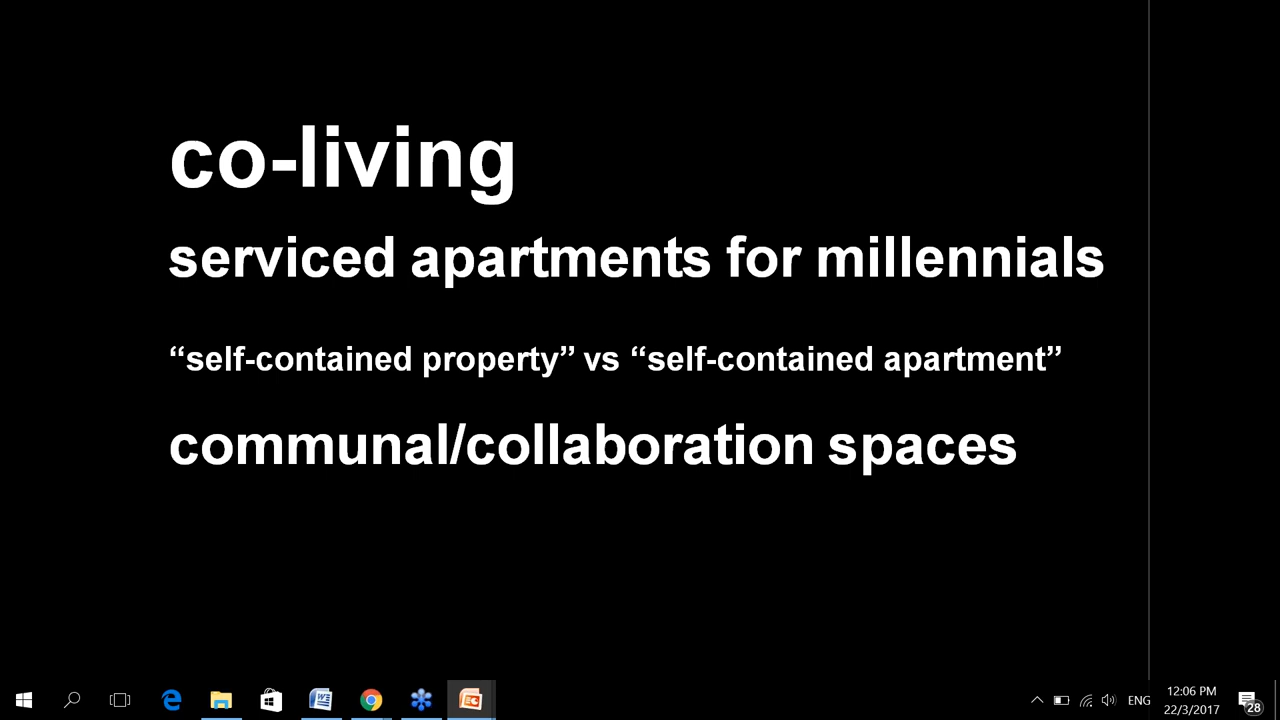 co-living
serviced apartments for millennials
“self-contained property” vs “self-contained apartment”
communal/collaboration spaces
ENG
12:06 PM
22/3/2017
28